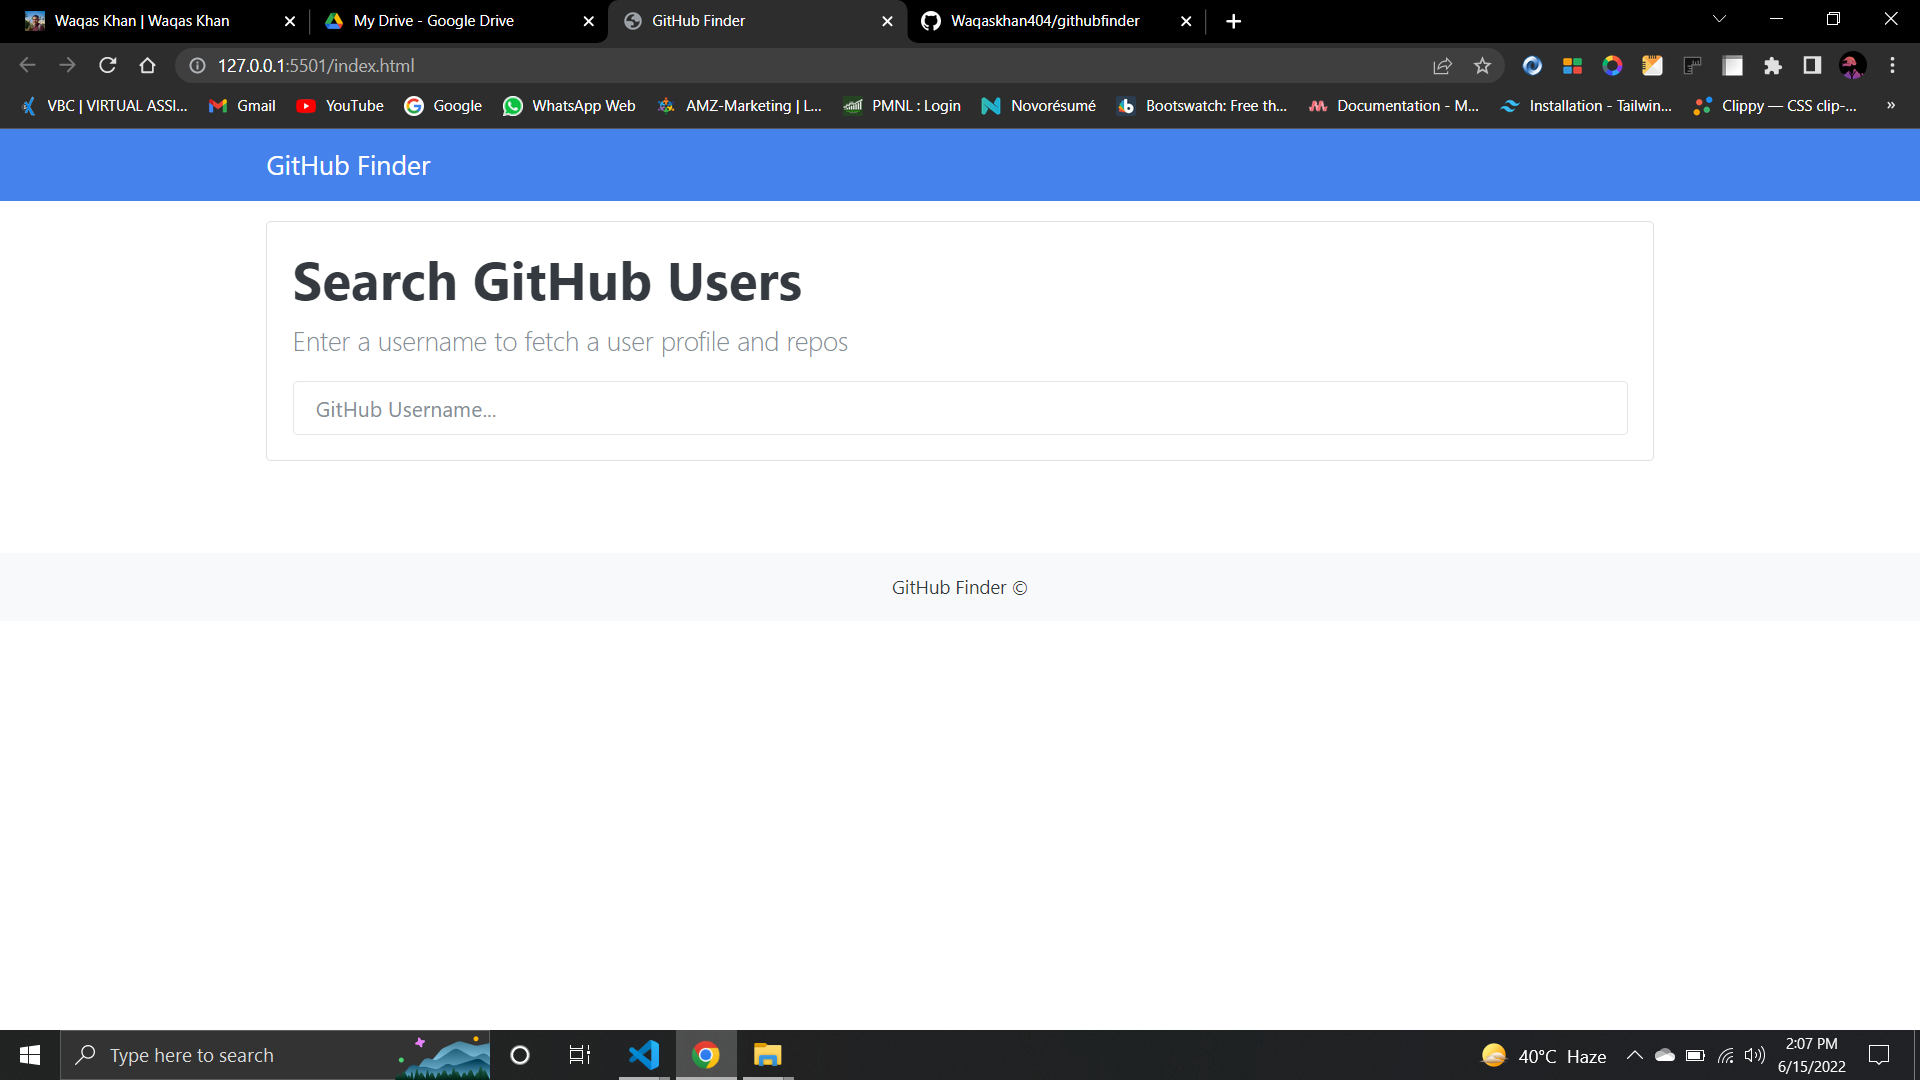 Waqas Khan | Waqas Khan
My Drive - Google Drive
GitHub Finder
Waqaskhan404/githubfinder
127.0.0.1:5501/index.html
VBC | VIRTUAL ASSI...
Gmail
YouTube
Google
WhatsApp Web
AMZ-Marketing | L...
PMNL : Login
Novorésumé
Bootswatch: Free th...
Documentation - M...
Installation - Tailwin...
Clippy — CSS clip-...
»
GitHub Finder
Search GitHub Users
Enter a username to fetch a user profile and repos
GitHub Username...
GitHub Finder ©
Type here to search
40°C Haze
2:07 PM
6/15/2022